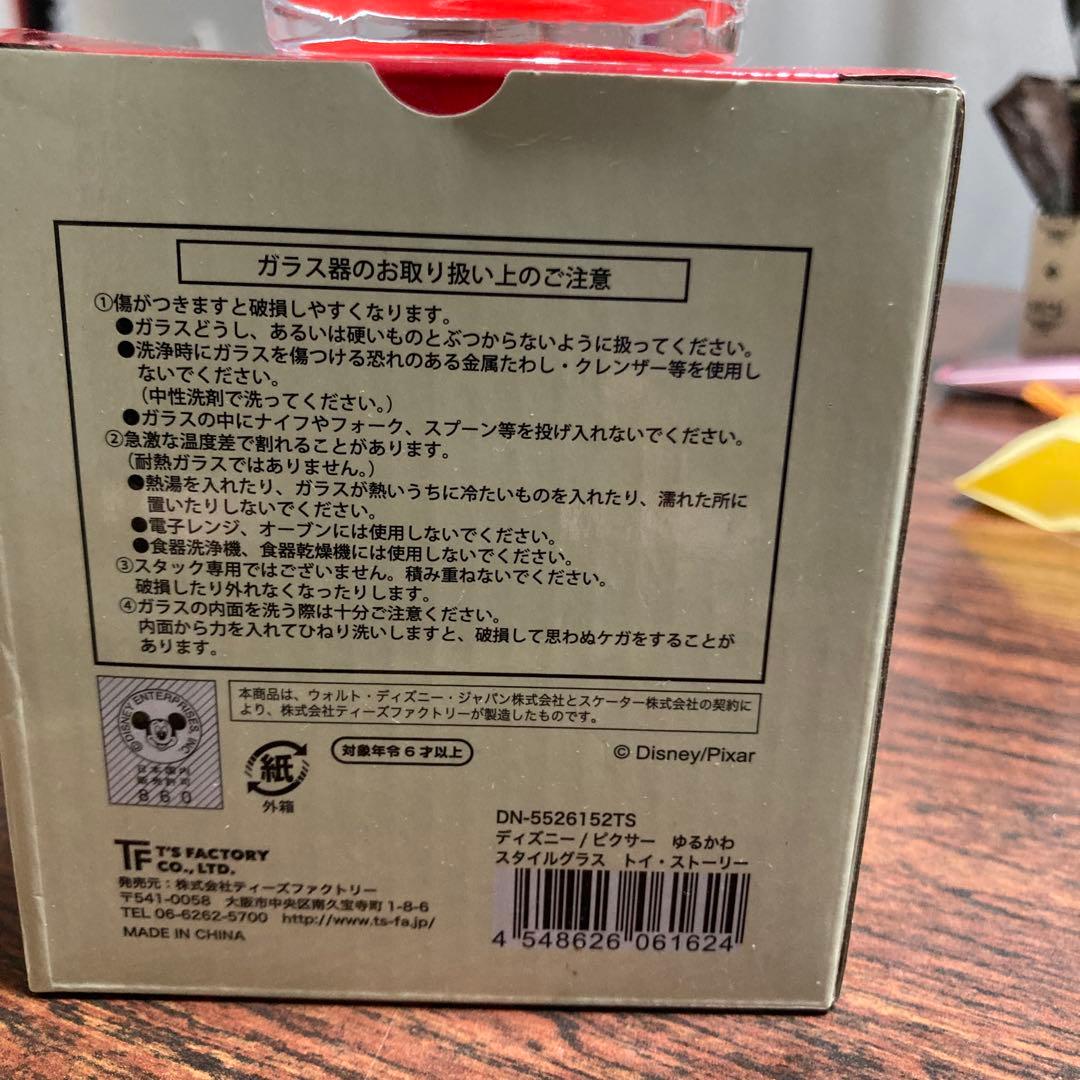 ガラス器のお取り扱い上のご注意
①傷がつきますと破損しやすくなります。
●ガラスどうし、あるいは硬いものとぶつからないように扱ってください。
●洗浄時にガラスを傷つける恐れのある金属たわし・クレンザー等を使用し
ないでください。
(中性洗剤で洗ってください。)
●ガラスの中にナイフやフォーク、スプーン等を投げ入れないでください。
②急激な温度差で割れることがあります。
(耐熱ガラスではありません。)
●熱湯を入れたり、ガラスが熱いうちに冷たいものを入れたり、濡れた所に
置いたりしないでください。
●電子レンジ、オーブンには使用しないでください。
●食器洗浄機、食器乾燥機には使用しないでください。
③スタック専用ではございません。積み重ねないでください。
破損したり外れなくなったりします。
④ガラスの内面を洗う際は十分ご注意ください。
内面から力を入れてひねり洗いしますと、破損して思わぬケガをすることが
あります。
©DISNEY ENTERPRISES, INC
日本国内
販売許可
860
本商品は、ウォルト・ディズニー・ジャパン株式会社とスケーター株式会社の契約に
より、株式会社ティーズファクトリーが製造したものです。
紙
外箱
対象年令6才以上
© Disney/Pixar
TF T'S FACTORY
CO., LTD.
発売元：株式会社ティーズファクトリー
〒541-0058 大阪市中央区南久宝寺町1-8-6
TEL 06-6262-5700 http://www.ts-fa.jp/
MADE IN CHINA
DN-5526152TS
ディズニー/ピクサー ゆるかわ
スタイルグラス トイ・ストーリー
4 548626 061624